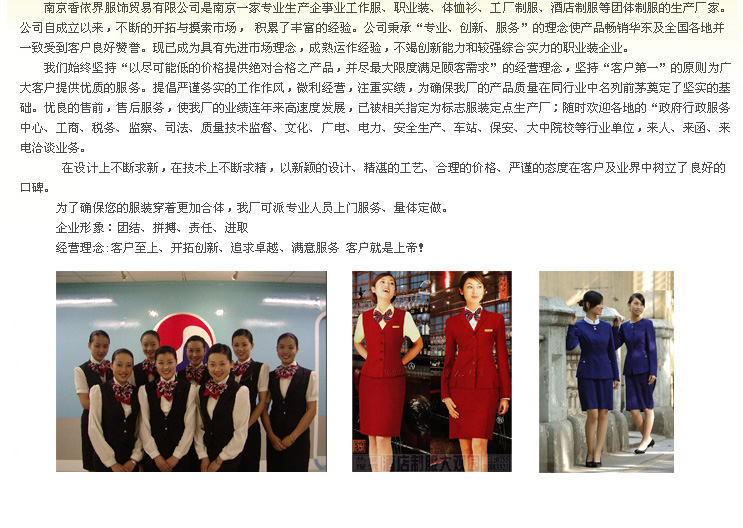 南京香依界服饰贸易有限公司是南京一家专业生产企事业工作服、职业装、体恤衫、工厂制服、酒店制服等团体制服的生产厂家。
公司自成立以来，不断的开拓与摸索市场， 积累了丰富的经验。公司秉承“专业、创新、服务”的理念使产品畅销华东及全国各地并
一致受到客户良好赞誉。现已成为具有先进市场理念，成熟运作经验，不竭创新能力和较强综合实力的职业装企业。
我们始终坚持“以尽可能低的价格提供绝对合格之产品，并尽最大限度满足顾客需求”的经营理念，坚持“客户第一”的原则为广
大客户提供优质的服务。提倡严谨务实的工作作风，微利经营，注重实绩，为确保我厂的产品质量在同行业中名列前茅奠定了坚实的基
础。优良的售前，售后服务，使我厂的业绩连年来高速度发展，已被相关指定为标志服装定点生产厂；随时欢迎各地的“政府行政服务
中心、工商、税务、监察、司法、质量技术监督、文化、广电、电力、安全生产、车站、保安、大中院校等行业单位，来人、来函、来
电洽谈业务。
在设计上不断求新，在技术上不断求精，以新颖的设计、精湛的工艺、合理的价格、严谨的态度在客户及业界中树立了良好的
口碑。
为了确保您的服装穿着更加合体，我厂可派专业人员上门服务、量体定做。
企业形象：团结、拼搏、责任、进取
经营理念:客户至上、开拓创新、追求卓越、满意服务 客户就是上帝！
酒店制服大观